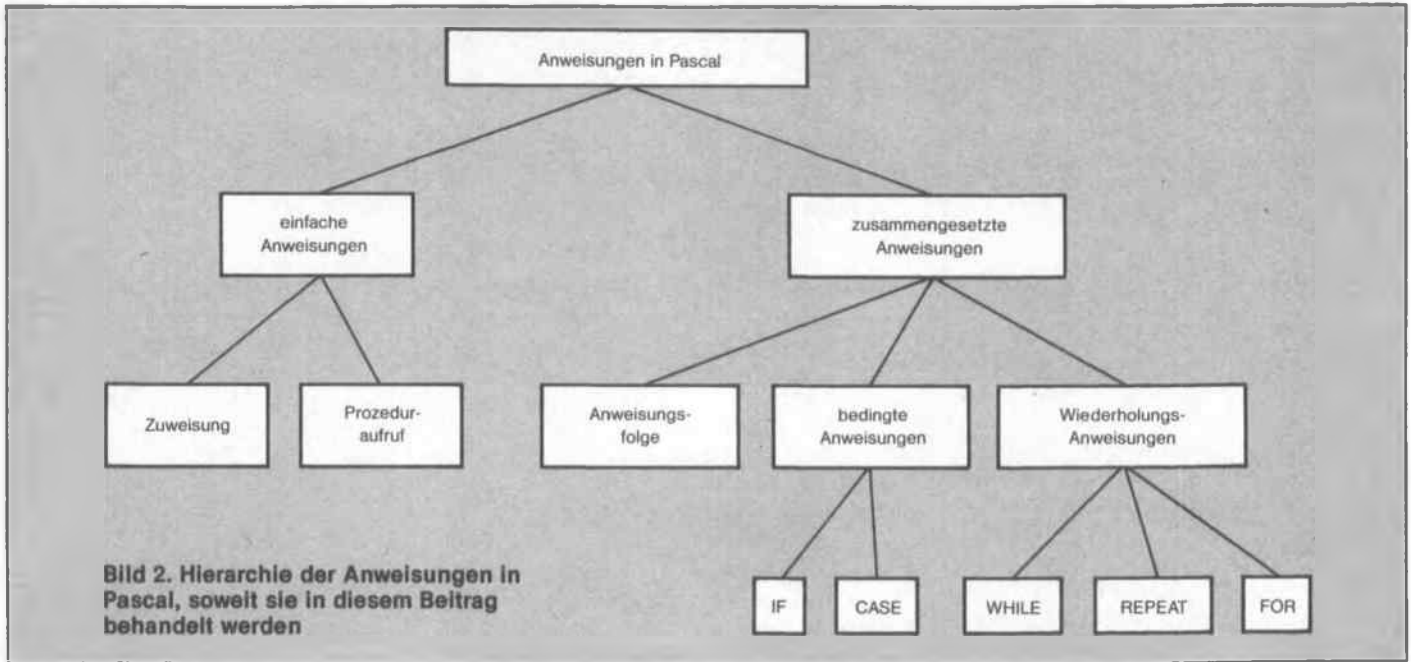 Anweisungen in Pascal
einfache
Anweisungen
zusammengesetzte
Anweisungen
Zuweisung
Prozedur-
aufruf
Anweisungs-
folge
bedingte
Anweisungen
Wiederholungs-
Anweisungen
IF
CASE
WHILE
REPEAT
FOR
Bild 2. Hierarchie der Anweisungen in
Pascal, soweit sie in diesem Beitrag
behandelt werden